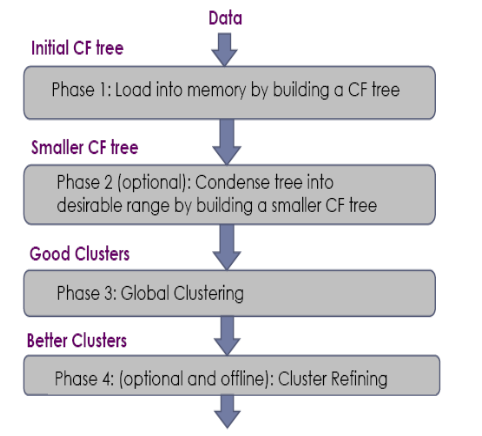 Data
Initial CF tree
Phase 1: Load into memory by building a CF tree
Smaller CF tree
Phase 2 (optional): Condense tree into
desirable range by building a smaller CF tree
Good Clusters
Phase 3: Global Clustering
Better Clusters
Phase 4: (optional and offline): Cluster Refining